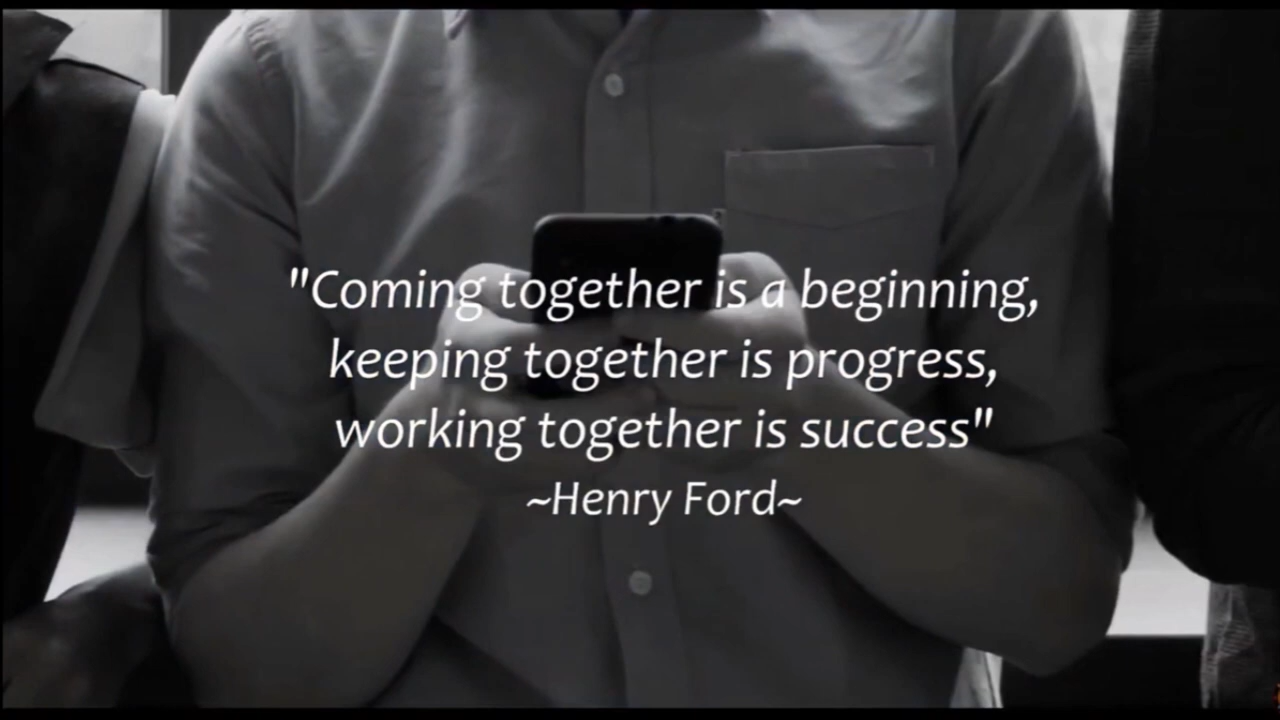 "Coming together is a beginning,
keeping together is progress,
working together is success"
~Henry Ford~